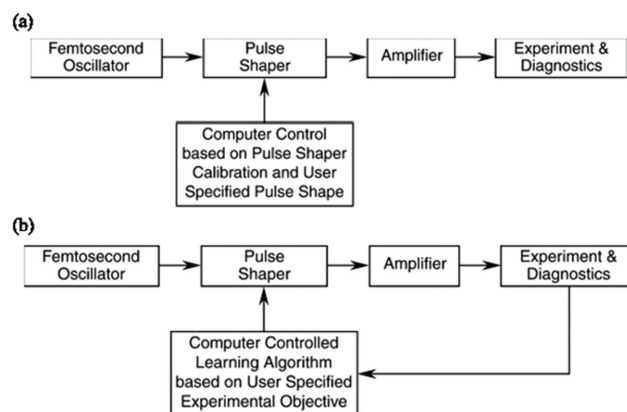 (a)
Femtosecond
Oscillator
Pulse
Shaper
Amplifier
Experiment &
Diagnostics
Computer Control
based on Pulse Shaper
Calibration and User
Specified Pulse Shape
(b)
Femtosecond
Oscillator
Pulse
Shaper
Amplifier
Experiment &
Diagnostics
Computer Controlled
Learning Algorithm
based on User Specified
Experimental Objective